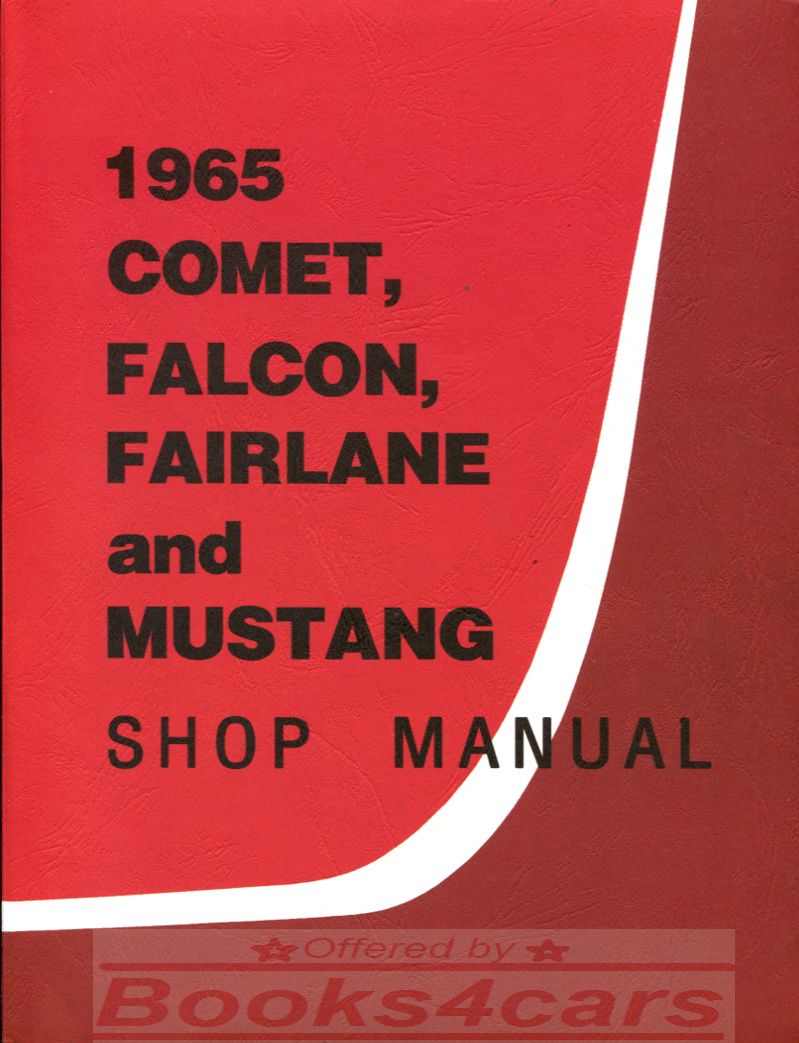 1965
COMET,
FALCON,
FAIRLANE
and
MUSTANG
SHOP MANUAL
Offered by
Books4cars